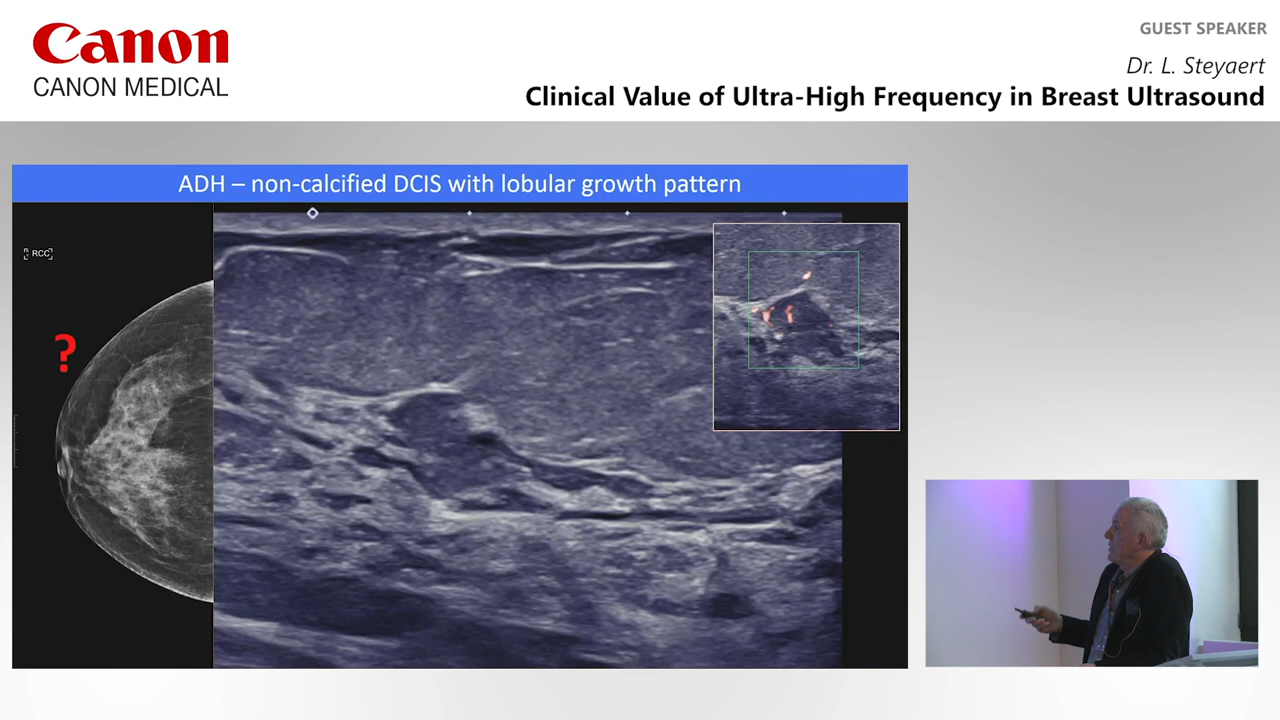 Canon
CANON MEDICAL
GUEST SPEAKER
Dr. L. Steyaert
Clinical Value of Ultra-High Frequency in Breast Ultrasound
ADH – non-calcified DCIS with lobular growth pattern
RCC
?